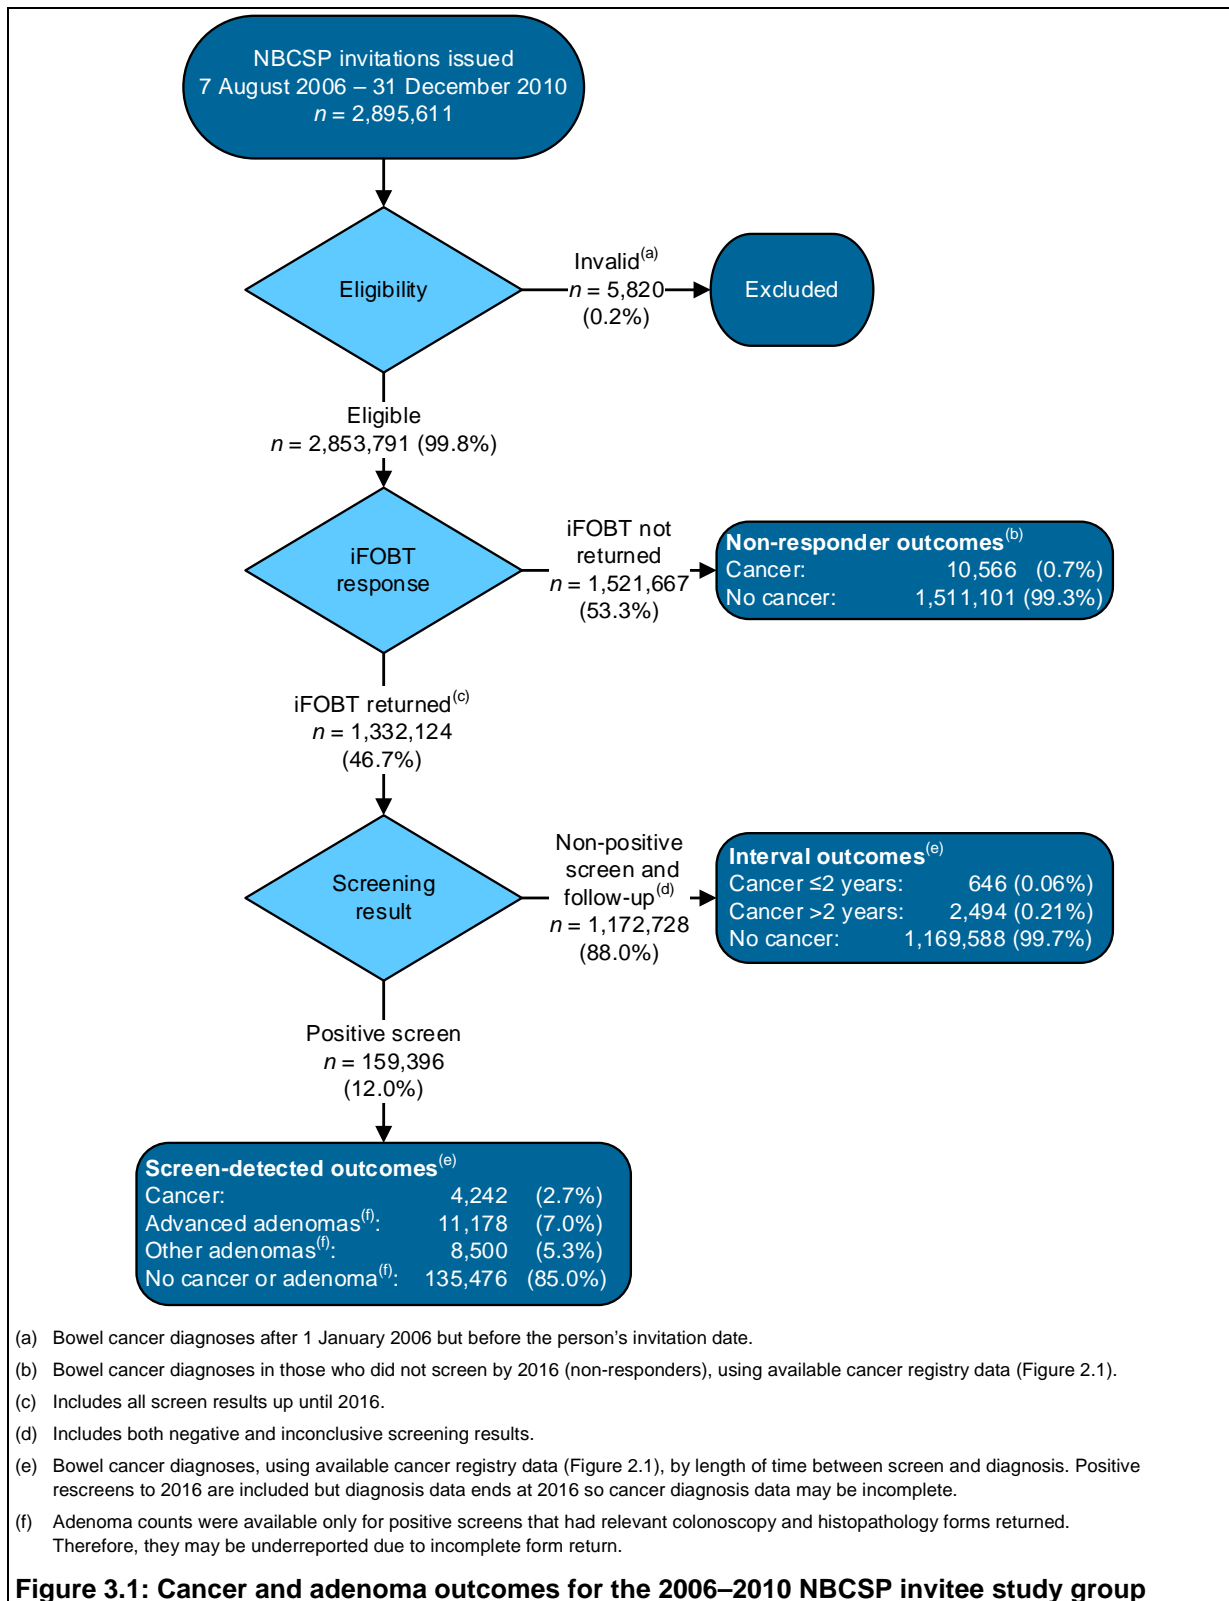 NBCSP invitations issued
7 August 2006 – 31 December 2010
n = 2,895,611
Eligibility
Invalid(a)
n = 5,820
(0.2%)
Excluded
Eligible
n = 2,853,791 (99.8%)
iFOBT
response
iFOBT not
returned
n = 1,521,667
(53.3%)
Non-responder outcomes(b)
Cancer: 10,566 (0.7%)
No cancer: 1,511,101 (99.3%)
iFOBT returned(c)
n = 1,332,124
(46.7%)
Screening
result
Non-positive
screen and
follow-up(d)
n = 1,172,728
(88.0%)
Interval outcomes(e)
Cancer ≤2 years: 646 (0.06%)
Cancer >2 years: 2,494 (0.21%)
No cancer: 1,169,588 (99.7%)
Positive screen
n = 159,396
(12.0%)
Screen-detected outcomes(e)
Cancer: 4,242 (2.7%)
Advanced adenomas(f): 11,178 (7.0%)
Other adenomas(f): 8,500 (5.3%)
No cancer or adenoma(f): 135,476 (85.0%)
(a) Bowel cancer diagnoses after 1 January 2006 but before the person’s invitation date.
(b) Bowel cancer diagnoses in those who did not screen by 2016 (non-responders), using available cancer registry data (Figure 2.1).
(c) Includes all screen results up until 2016.
(d) Includes both negative and inconclusive screening results.
(e) Bowel cancer diagnoses, using available cancer registry data (Figure 2.1), by length of time between screen and diagnosis. Positive
rescreens to 2016 are included but diagnosis data ends at 2016 so cancer diagnosis data may be incomplete.
(f) Adenoma counts were available only for positive screens that had relevant colonoscopy and histopathology forms returned.
Therefore, they may be underreported due to incomplete form return.
Figure 3.1: Cancer and adenoma outcomes for the 2006–2010 NBCSP invitee study group